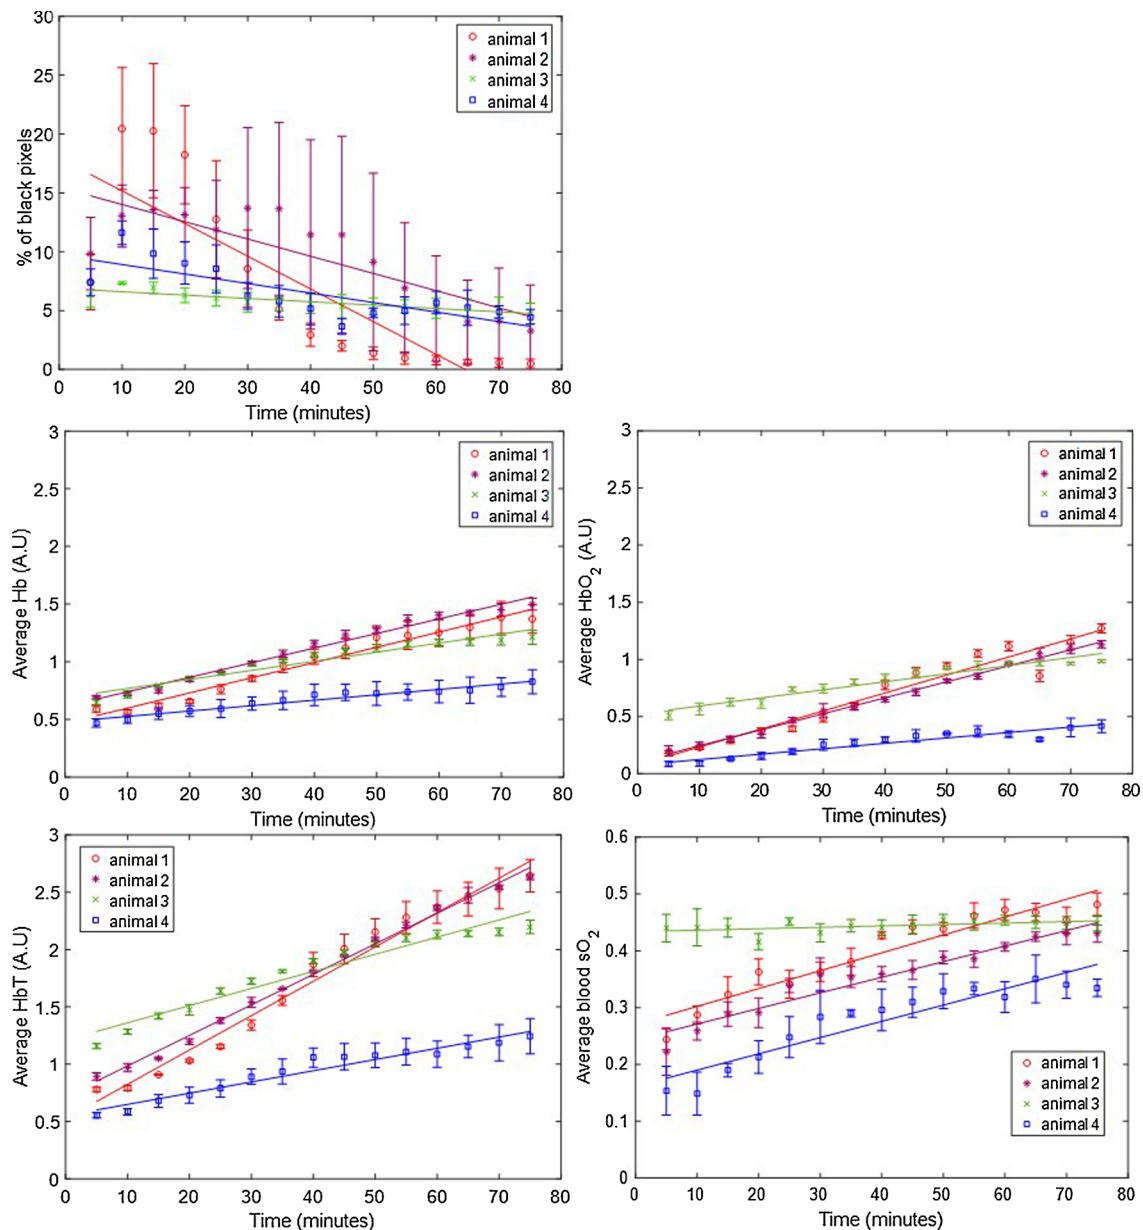 30
25
20
15
10
5
0
% of black pixels
animal 1
animal 2
animal 3
animal 4
0 10 20 30 40 50 60 70 80
Time (minutes)
3
2.5
2
1.5
1
0.5
0
Average Hb (A.U)
animal 1
animal 2
animal 3
animal 4
0 10 20 30 40 50 60 70 80
Time (minutes)
3
2.5
2
1.5
1
0.5
0
Average HbO2 (A.U)
animal 1
animal 2
animal 3
animal 4
0 10 20 30 40 50 60 70 80
Time (minutes)
3
2.5
2
1.5
1
0.5
0
Average HbT (A.U)
animal 1
animal 2
animal 3
animal 4
0 10 20 30 40 50 60 70 80
Time (minutes)
0.6
0.5
0.4
0.3
0.2
0.1
0
Average blood sO2
animal 1
animal 2
animal 3
animal 4
0 10 20 30 40 50 60 70 80
Time (minutes)